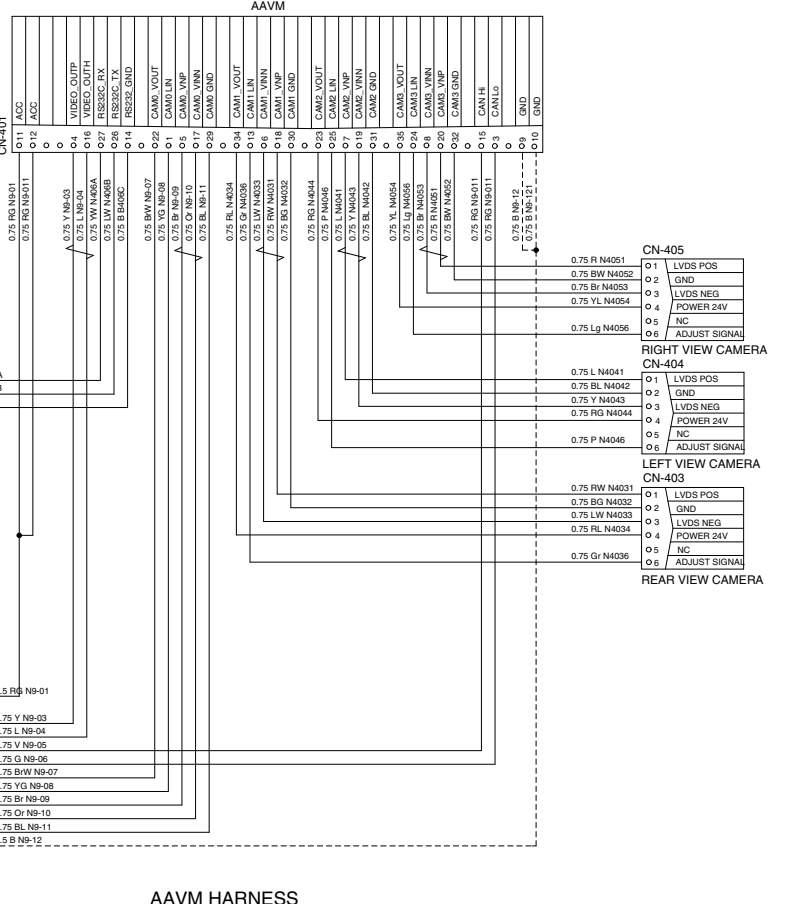 AAVM
CN-401
ACC
ACC
VIDEO_OUTP
VIDEO_OUTH
RS232C_RX
RS232C_TX
RS232_GND
CAM0_VOUT
CAM0 LIN
CAM0_VNP
CAM0_VINN
CAM0 GND
CAM1_VOUT
CAM1 LIN
CAM1_VINN
CAM1_VNP
CAM1_GND
CAM2_VOUT
CAM2 LIN
CAM2_VNP
CAM2_VINN
CAM2 GND
CAM3_VOUT
CAM3 LIN
CAM3_VINN
CAM3_VNP
CAM3 GND
CAN Hi
CAN Lo
GND
GND
11
12
4
16
27
26
14
22
1
5
17
29
34
13
6
18
30
23
25
7
19
31
35
24
8
20
32
15
3
9
10
0.75 RG N9-01
0.75 RG N9-011
0.75 Y N9-03
0.75 L N9-04
0.75 YW N406A
0.75 LW N406B
0.75 B B406C
0.75 BrW N9-07
0.75 YG N9-08
0.75 Br N9-09
0.75 Or N9-10
0.75 BL N9-11
0.75 RL N4034
0.75 Gr N4036
0.75 LW N4033
0.75 RW N4031
0.75 BG N4032
0.75 RG N4044
0.75 P N4046
0.75 L N4041
0.75 Y N4043
0.75 BL N4042
0.75 YL N4054
0.75 Lg N4056
0.75 Br N4053
0.75 R N4051
0.75 BW N4052
0.75 RG N9-011
0.75 RG N9-011
0.75 B N9-12
0.75 B N9-121
CN-405
0.75 R N4051 1 LVDS POS
0.75 BW N4052 2 GND
0.75 Br N4053 3 LVDS NEG
0.75 YL N4054 4 POWER 24V
5 NC
0.75 Lg N4056 6 ADJUST SIGNAL
RIGHT VIEW CAMERA
CN-404
0.75 L N4041 1 LVDS POS
0.75 BL N4042 2 GND
0.75 Y N4043 3 LVDS NEG
0.75 RG N4044 4 POWER 24V
5 NC
0.75 P N4046 6 ADJUST SIGNAL
LEFT VIEW CAMERA
CN-403
0.75 RW N4031 1 LVDS POS
0.75 BG N4032 2 GND
0.75 LW N4033 3 LVDS NEG
0.75 RL N4034 4 POWER 24V
5 NC
0.75 Gr N4036 6 ADJUST SIGNAL
REAR VIEW CAMERA
.5 RG N9-01
.75 Y N9-03
.75 L N9-04
.75 V N9-05
.75 G N9-06
.75 BrW N9-07
.75 YG N9-08
.75 Br N9-09
.75 Or N9-10
.75 BL N9-11
.5 B N9-12
AAVM HARNESS